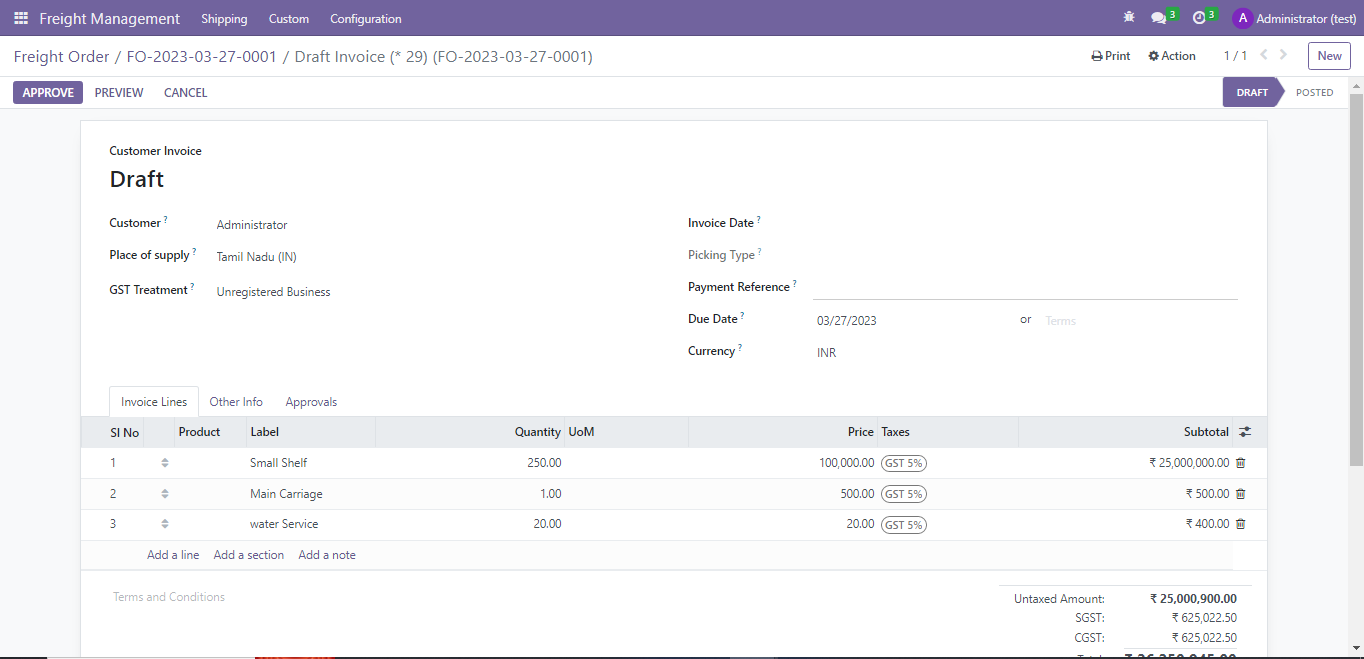 Freight Management Shipping Custom Configuration 3 3 A Administrator (test)
Freight Order / FO-2023-03-27-0001 / Draft Invoice (* 29) (FO-2023-03-27-0001) Print Action 1 / 1 New
APPROVE PREVIEW CANCEL DRAFT POSTED
Customer Invoice
Draft
Customer ? Administrator Invoice Date ?
Place of supply ? Tamil Nadu (IN) Picking Type ?
GST Treatment ? Unregistered Business Payment Reference ?
Due Date ? 03/27/2023 or Terms
Currency ? INR
Invoice Lines Other Info Approvals
Sl No Product Label Quantity UoM Price Taxes Subtotal
1 Small Shelf 250.00 100,000.00 GST 5% ₹ 25,000,000.00
2 Main Carriage 1.00 500.00 GST 5% ₹ 500.00
3 water Service 20.00 20.00 GST 5% ₹ 400.00
Add a line Add a section Add a note
Terms and Conditions Untaxed Amount: ₹ 25,000,900.00
SGST: ₹ 625,022.50
CGST: ₹ 625,022.50